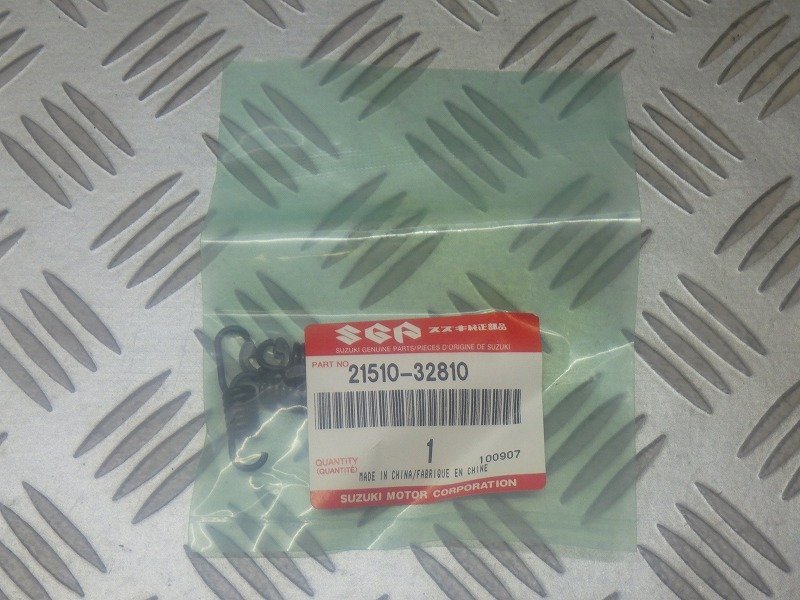 SGP スズキ純正部品
SUZUKI GENUINE PARTS/PIECES D'ORIGINE DE SUZUKI
PART NO. 21510-32810
1 100907
QUANTITY
(QUANTITÉ)
MADE IN CHINA/FABRIQUE EN CHINE
SUZUKI MOTOR CORPORATION